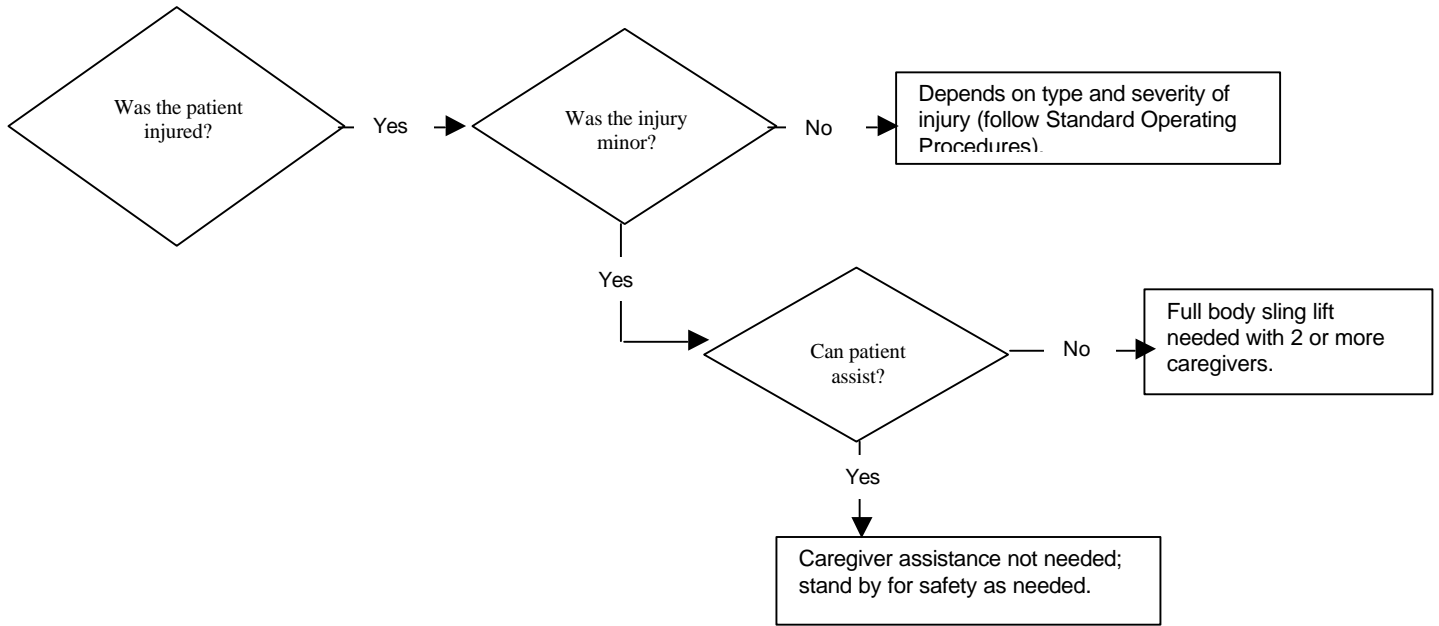 Was the patient
injured?
Yes
Was the injury
minor?
No
Depends on type and severity of
injury (follow Standard Operating
Procedures).
Yes
Can patient
assist?
No
Full body sling lift
needed with 2 or more
caregivers.
Yes
Caregiver assistance not needed;
stand by for safety as needed.